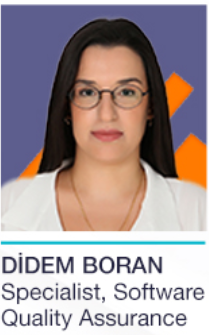 DİDEM BORAN
Specialist, Software
Quality Assurance